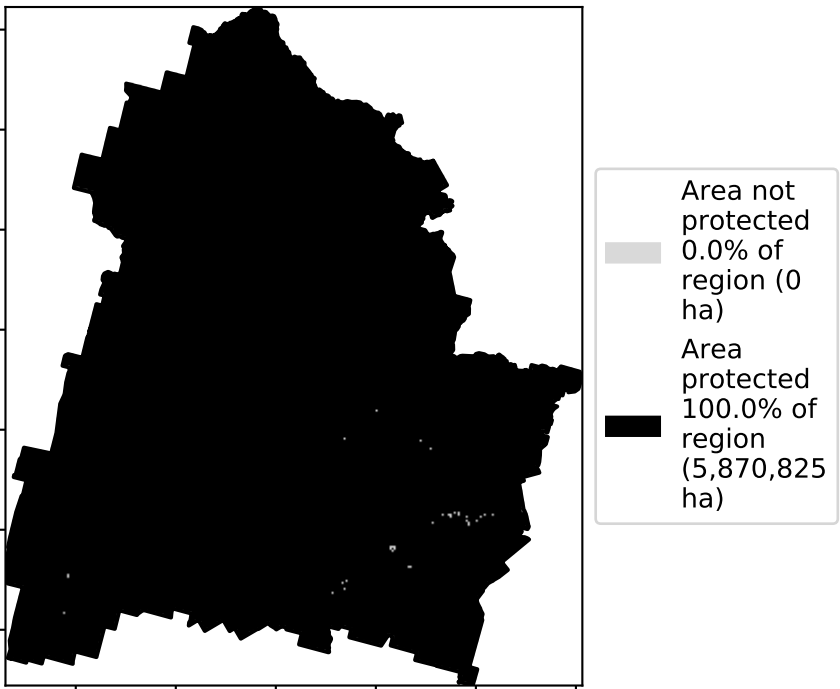 Area not
protected
0.0% of
region (0
ha)
Area
protected
100.0% of
region
(5,870,825
ha)